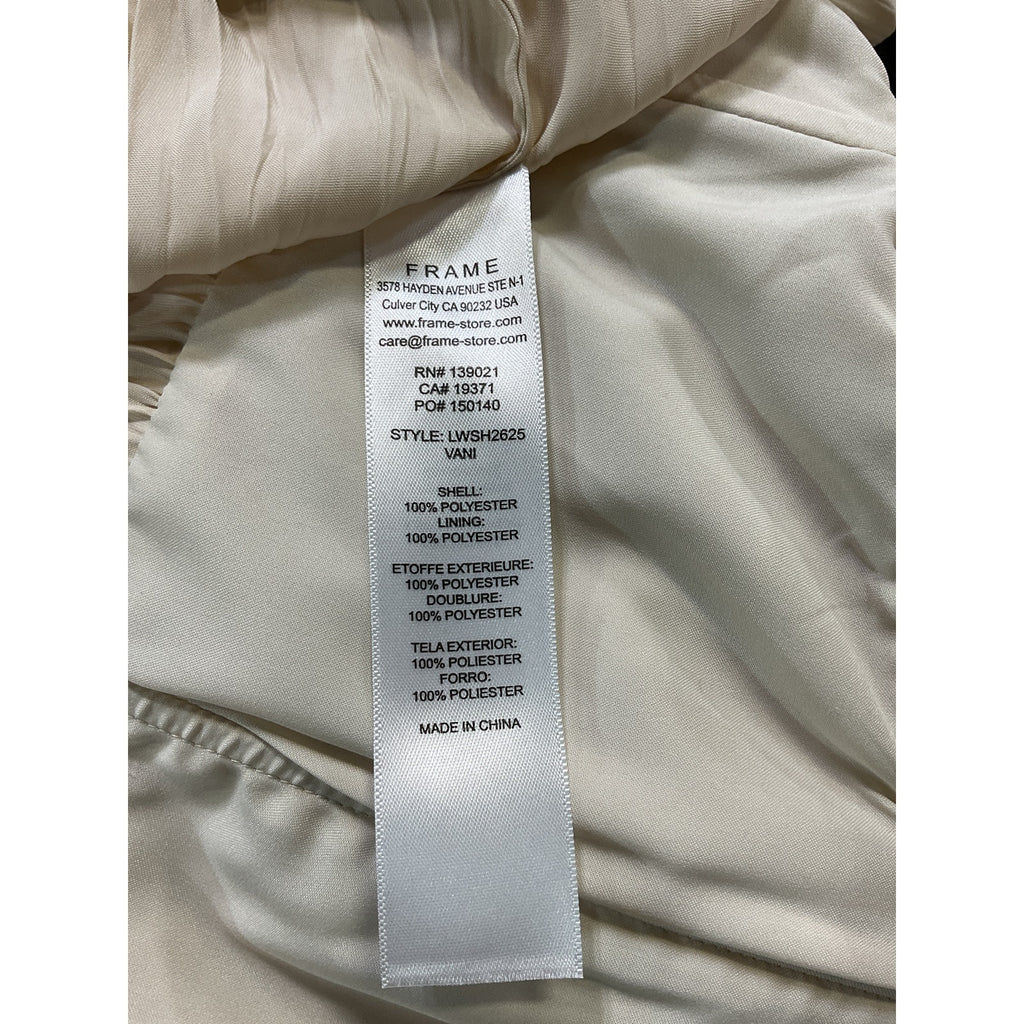 FRAME
3578 HAYDEN AVENUE STE N-1
Culver City CA 90232 USA
www.frame-store.com
care@frame-store.com
RN# 139021
CA# 19371
PO# 150140
STYLE: LWSH2625
VANI
SHELL:
100% POLYESTER
LINING:
100% POLYESTER
ETOFFE EXTERIEURE:
100% POLYESTER
DOUBLURE:
100% POLYESTER
TELA EXTERIOR:
100% POLIESTER
FORRO:
100% POLIESTER
MADE IN CHINA